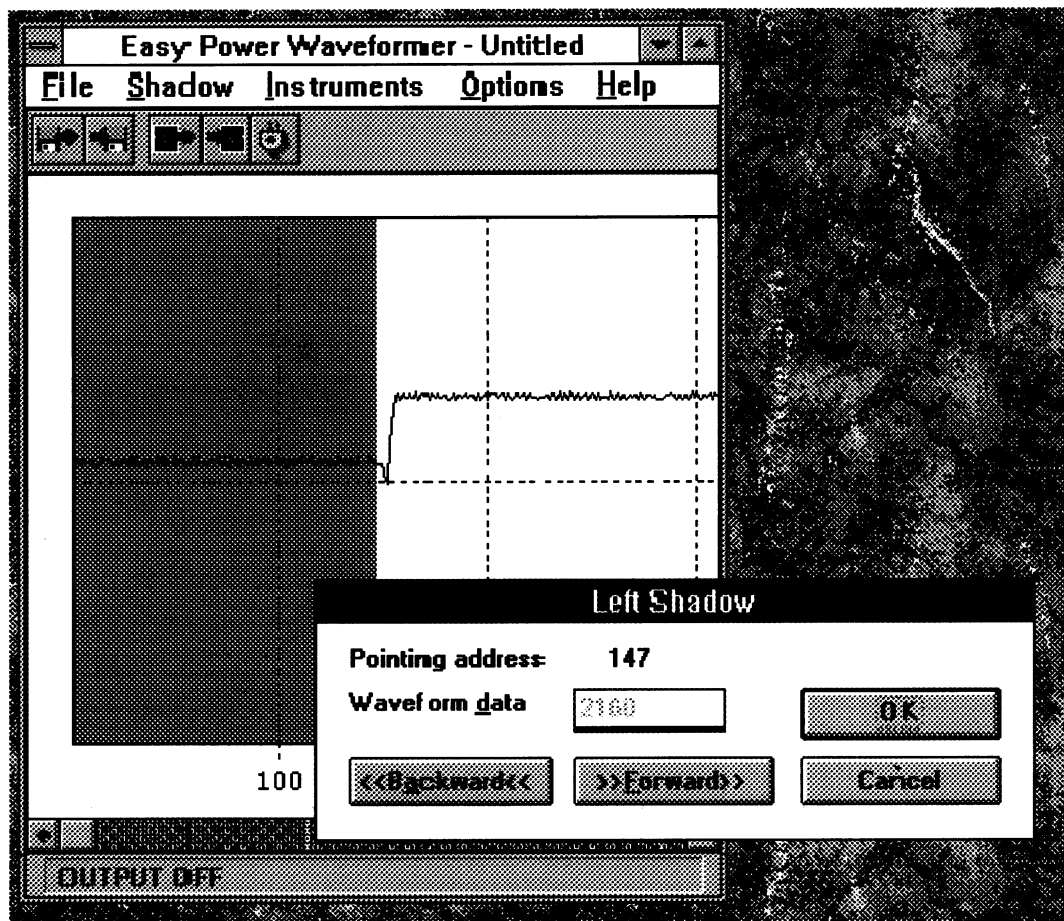 Easy Power Waveformer - Untitled
File Shadow Instruments Options Help
100
Left Shadow
Pointing address= 147
Waveform data 2160 OK
<<Backward<< >>Forward>> Cancel
OUTPUT OFF